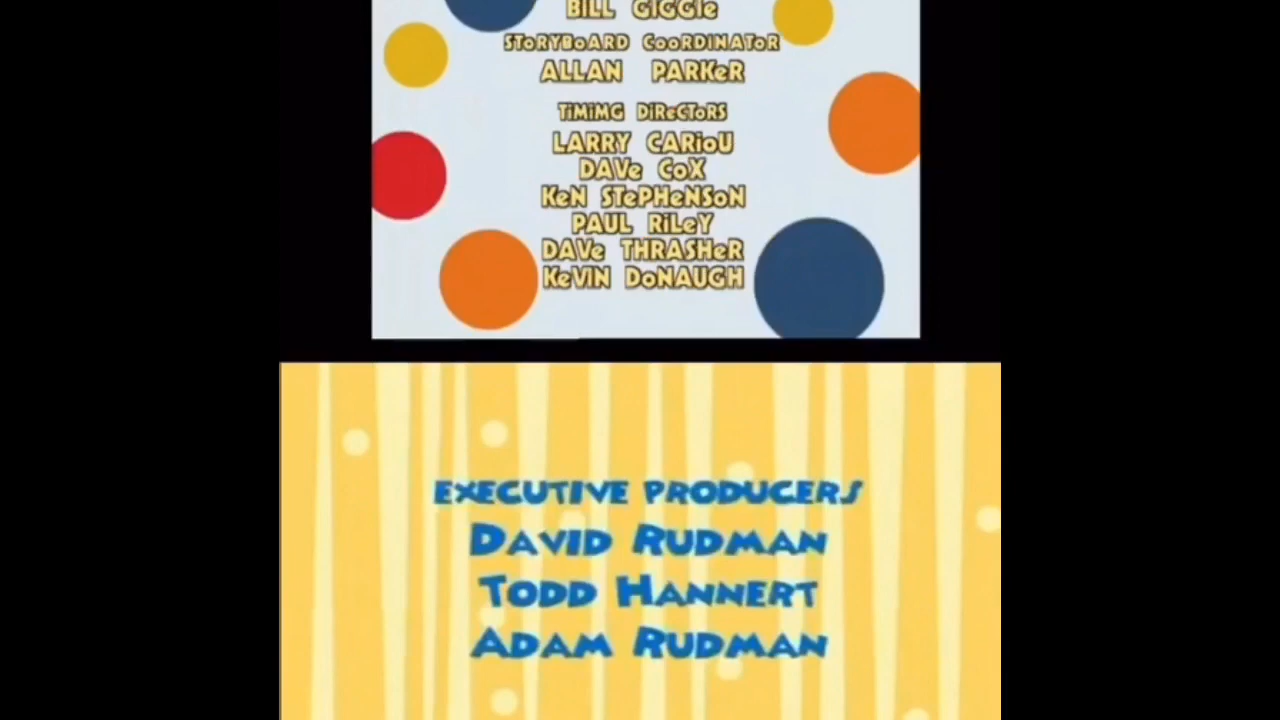 BILL GIGGIe
SToRYBoARD CooRDINAToR
ALLAN PARKeR
TiMiMG DiReCToRS
LARRY CARioU
DAVe CoX
KeN STePHeNSoN
PAUL RiLeY
DAVe THRASHeR
KeVIN DoNAUGH
EXECUTIVE PRODUCERS
DAVID RUDMAN
TODD HANNERT
ADAM RUDMAN